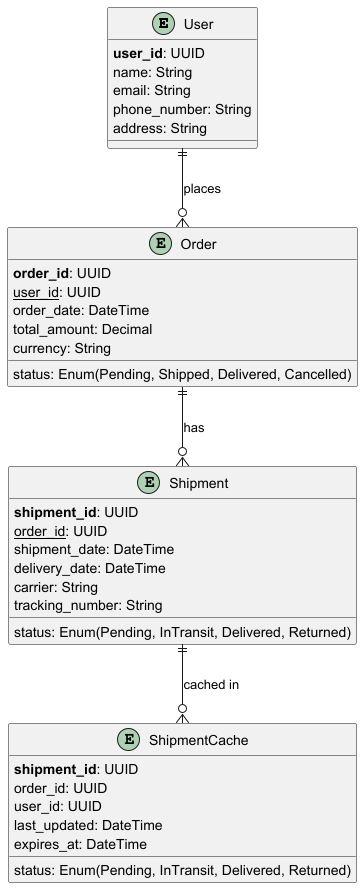 E User
user_id: UUID
name: String
email: String
phone_number: String
address: String
places
E Order
order_id: UUID
user_id: UUID
order_date: DateTime
total_amount: Decimal
currency: String
status: Enum(Pending, Shipped, Delivered, Cancelled)
has
E Shipment
shipment_id: UUID
order_id: UUID
shipment_date: DateTime
delivery_date: DateTime
carrier: String
tracking_number: String
status: Enum(Pending, InTransit, Delivered, Returned)
cached in
E ShipmentCache
shipment_id: UUID
order_id: UUID
user_id: UUID
last_updated: DateTime
expires_at: DateTime
status: Enum(Pending, InTransit, Delivered, Returned)